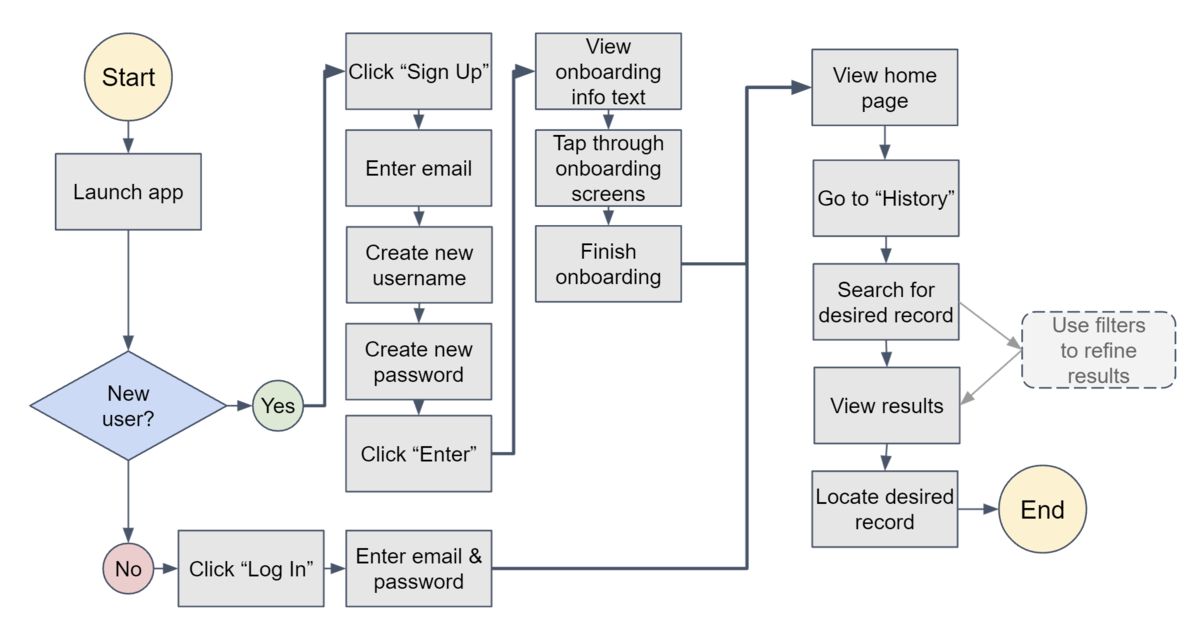 Start
Launch app
New
user?
Yes
No
Click “Log In”
Enter email &
password
Click “Sign Up”
Enter email
Create new
username
Create new
password
Click “Enter”
View
onboarding
info text
Tap through
onboarding
screens
Finish
onboarding
View home
page
Go to “History”
Search for
desired record
Use filters
to refine
results
View results
Locate desired
record
End